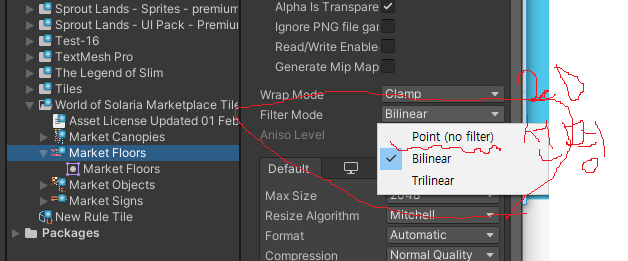 Sprout Lands - Sprites - premium
Sprout Lands - UI Pack - Premium
Test-16
TextMesh Pro
The Legend of Slim
Tiles
World of Solaria Marketplace Tile
Asset License Updated 01 Feb
Market Canopies
Market Floors
Market Floors
Market Objects
Market Signs
New Rule Tile
Packages
Alpha Is Transpare
Ignore PNG file gar
Read/Write Enable
Generate Mip Map
Wrap Mode Clamp
Filter Mode Bilinear
Aniso Level
Point (no filter)
Bilinear
Trilinear
Default
Max Size 2048
Resize Algorithm Mitchell
Format Automatic
Compression Normal Quality